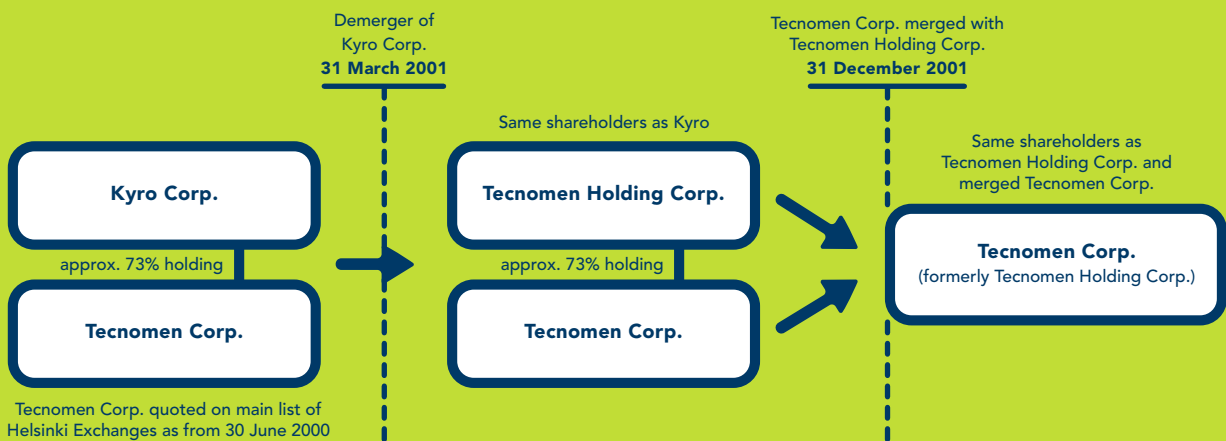 Demerger of
Kyro Corp.
31 March 2001
Tecnomen Corp. merged with
Tecnomen Holding Corp.
31 December 2001
Kyro Corp.
approx. 73% holding
Tecnomen Corp.
Tecnomen Corp. quoted on main list of
Helsinki Exchanges as from 30 June 2000
Same shareholders as Kyro
Tecnomen Holding Corp.
approx. 73% holding
Tecnomen Corp.
Same shareholders as
Tecnomen Holding Corp. and
merged Tecnomen Corp.
Tecnomen Corp.
(formerly Tecnomen Holding Corp.)